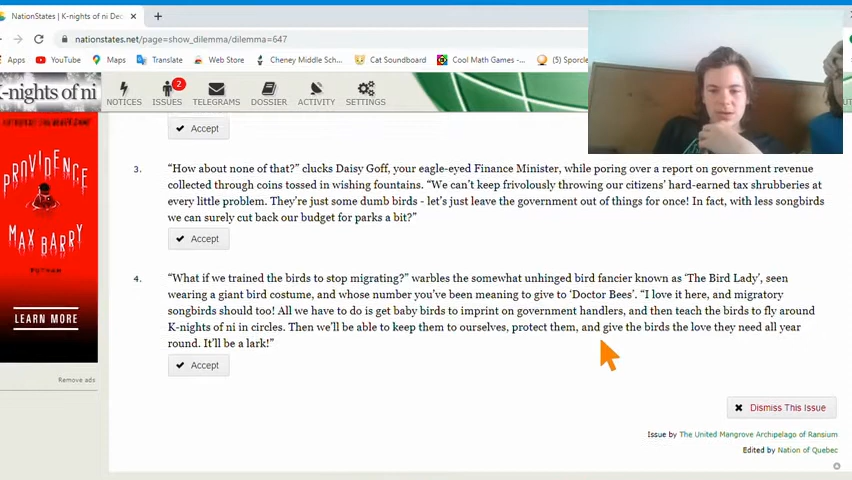 NationStates | K-nights of ni Dec
nationstates.net/page=show_dilemma/dilemma=647
Apps YouTube Maps Translate Web Store Cheney Middle Sch... Cat Soundboard Cool Math Games -... (5) Sporcle
K-nights of ni NOTICES 2 ISSUES TELEGRAMS DOSSIER ACTIVITY SETTINGS
Accept
3. “How about none of that?” clucks Daisy Goff, your eagle-eyed Finance Minister, while poring over a report on government revenue
collected through coins tossed in wishing fountains. “We can't keep frivolously throwing our citizens' hard-earned tax shrubberies at
every little problem. They're just some dumb birds - let's just leave the government out of things for once! In fact, with less songbirds
we can surely cut back our budget for parks a bit?”
Accept
4. “What if we trained the birds to stop migrating?” warbles the somewhat unhinged bird fancier known as ‘The Bird Lady’, seen
wearing a giant bird costume, and whose number you've been meaning to give to ‘Doctor Bees’. “I love it here, and migratory
songbirds should too! All we have to do is get baby birds to imprint on government handlers, and then teach the birds to fly around
K-nights of ni in circles. Then we'll be able to keep them to ourselves, protect them, and give the birds the love they need all year
round. It'll be a lark!”
Accept
Dismiss This Issue
Issue by The United Mangrove Archipelago of Ransium
Edited by Nation of Quebec
PROVIDENCE
MAX BARRY
LEARN MORE
Remove ads